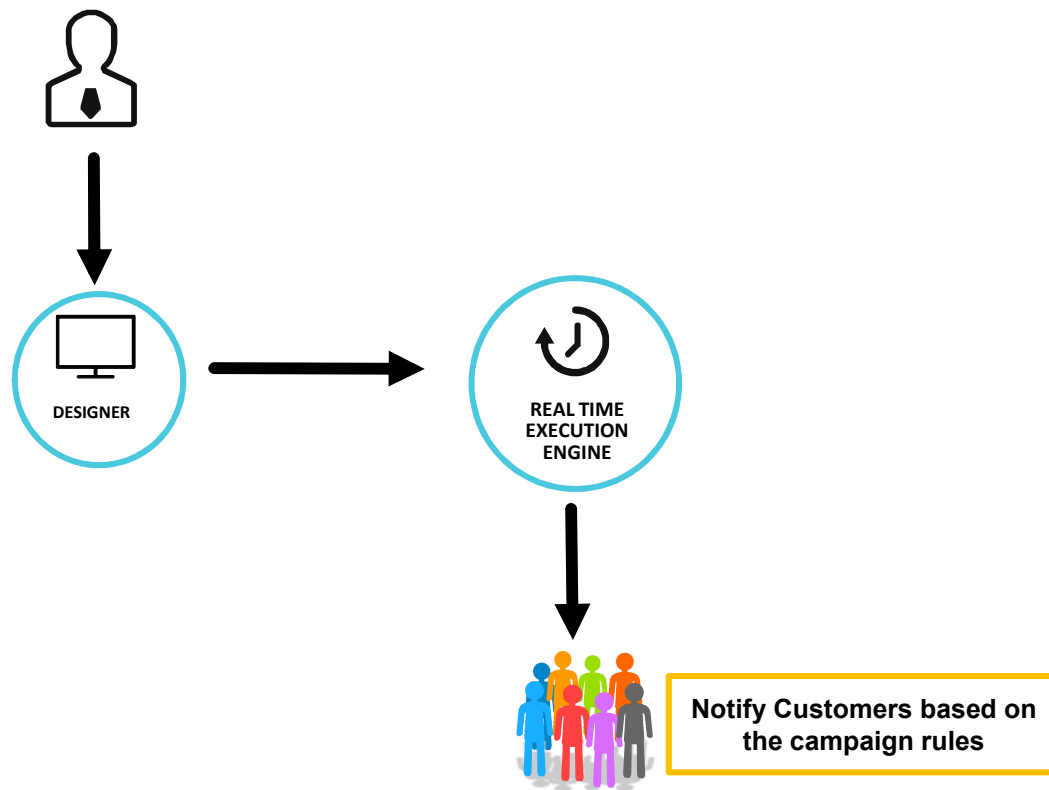 DESIGNER
REAL TIME
EXECUTION
ENGINE
Notify Customers based on
the campaign rules